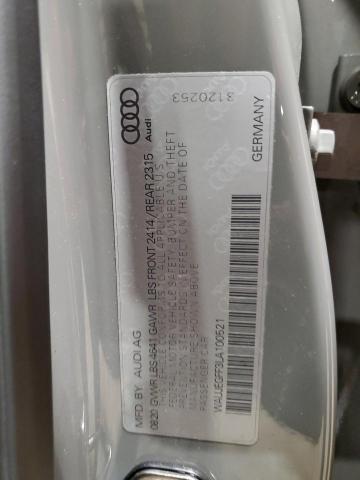 MFD BY AUDI AG
08.20 GVWR LBS 4641 GAWR LBS FRONT 2414 / REAR 2315
THIS VEHICLE CONFORMS TO ALL APPLICABLE U.S.
FEDERAL MOTOR VEHICLE SAFETY BUMPER AND THEFT
PREVENTION STANDARDS IN EFFECT ON THE DATE OF
MANUFACTURE SHOWN ABOVE
PASSENGER CAR
WAUJEGFF3LA100521
GERMANY
Audi
3120253